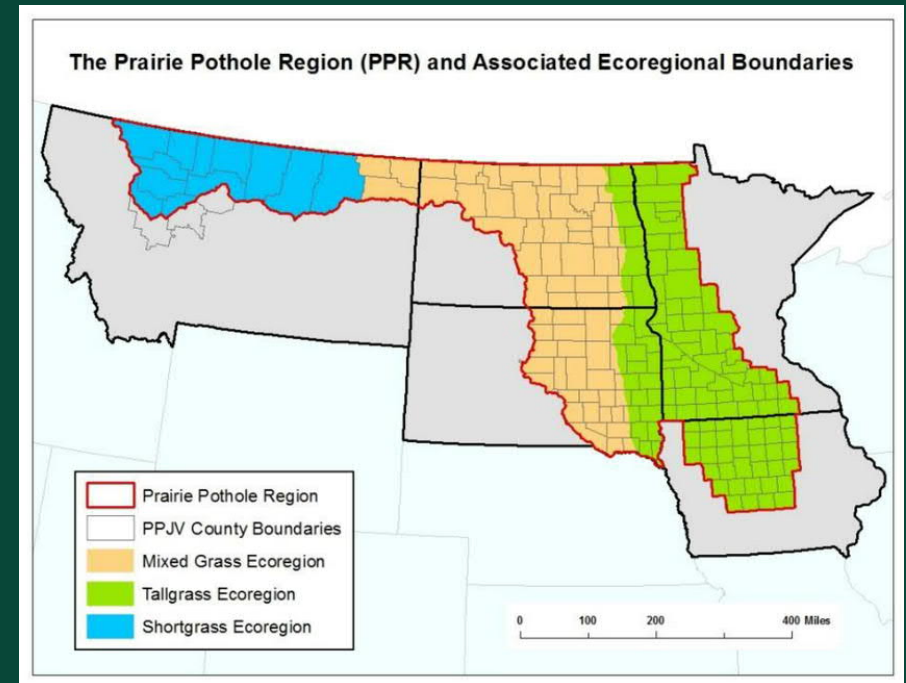 The Prairie Pothole Region (PPR) and Associated Ecoregional Boundaries
Prairie Pothole Region
PPJV County Boundaries
Mixed Grass Ecoregion
Tallgrass Ecoregion
Shortgrass Ecoregion
0 100 200 400 Miles